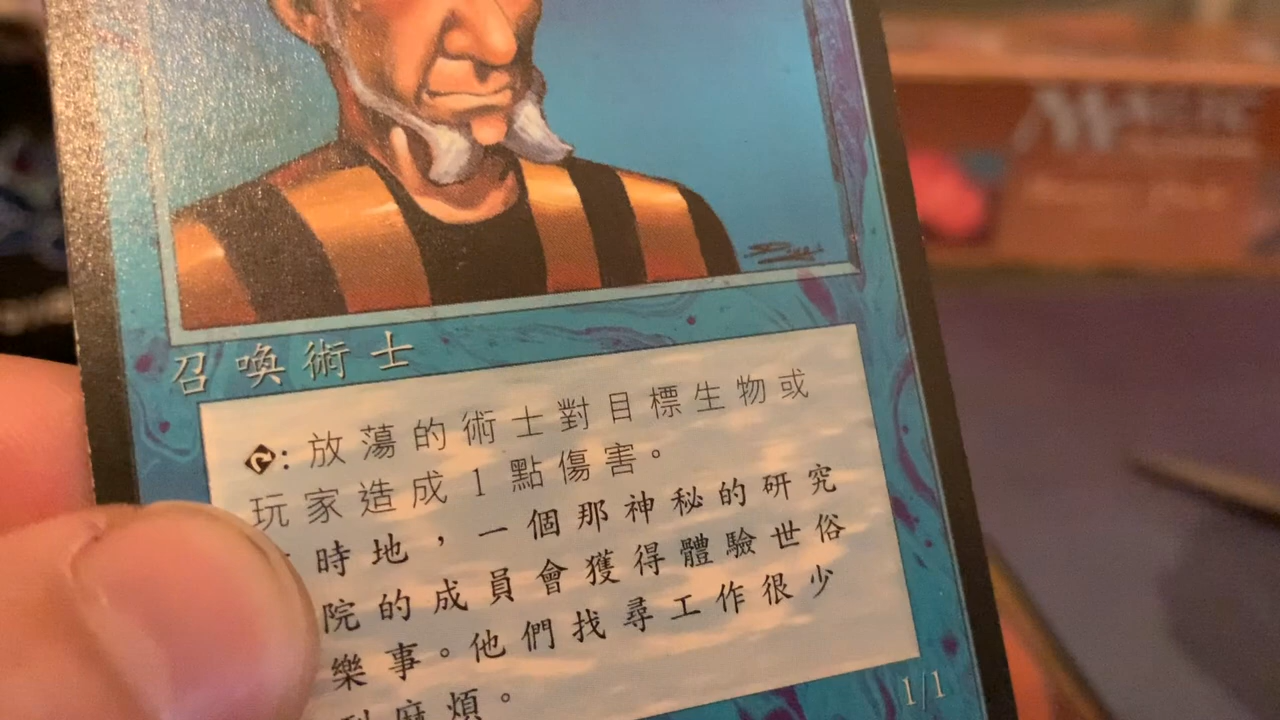 召喚術士
: 放蕩的術士對目標生物或
玩家造成1點傷害。
時地，一個那神秘的研究
院的成員會獲得體驗世俗
樂事。他們找尋工作很少
麻煩。
1/1
MAGIC